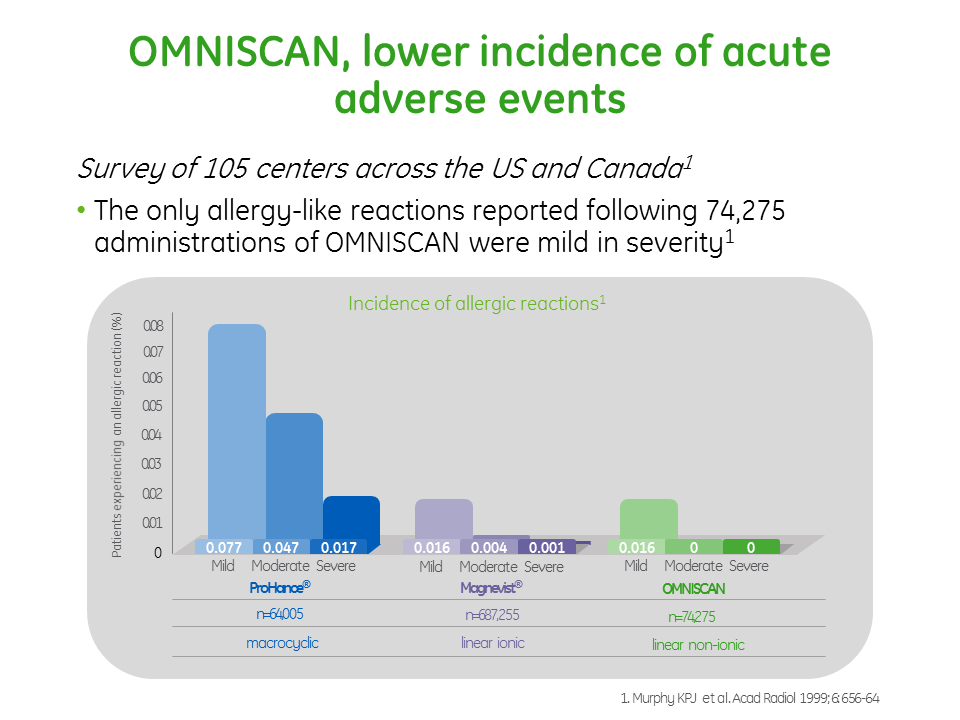 OMNISCAN, lower incidence of acute
adverse events
Survey of 105 centers across the US and Canada1
• The only allergy-like reactions reported following 74,275
administrations of OMNISCAN were mild in severity1
Incidence of allergic reactions1
Patients experiencing an allergic reaction (%)
0.08
0.07
0.06
0.05
0.04
0.03
0.02
0.01
0
0.077 0.047 0.017 0.016 0.004 0.001 0.016 0 0
Mild Moderate Severe Mild Moderate Severe Mild Moderate Severe
ProHance® Magnevist® OMNISCAN
n=64,005 n=687,255 n=74,275
macrocyclic linear ionic linear non-ionic
1. Murphy KPJ et al. Acad Radiol 1999; 6: 656-64